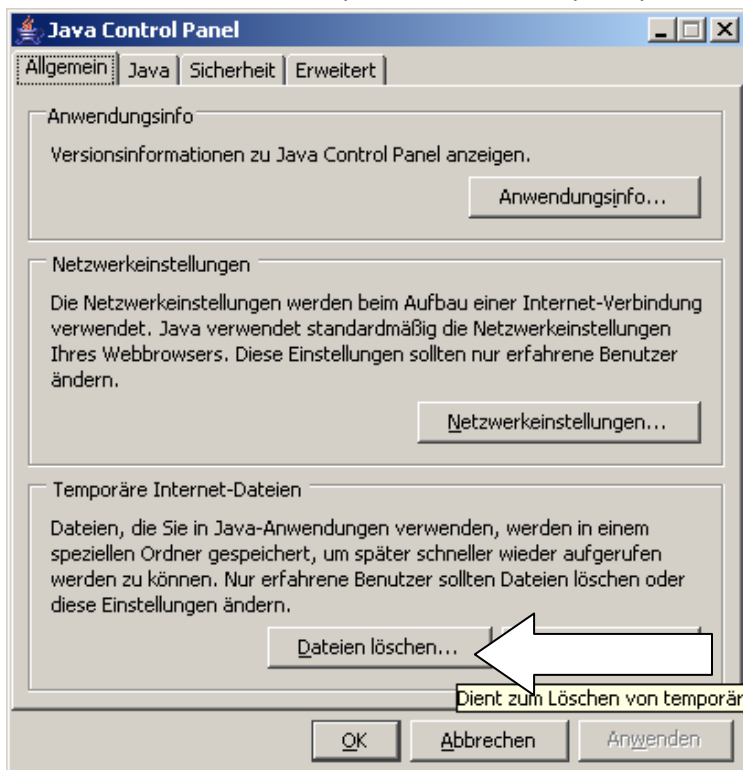 Java Control Panel
Allgemein Java Sicherheit Erweitert
Anwendungsinfo
Versionsinformationen zu Java Control Panel anzeigen.
Anwendungsinfo...
Netzwerkeinstellungen
Die Netzwerkeinstellungen werden beim Aufbau einer Internet-Verbindung
verwendet. Java verwendet standardmäßig die Netzwerkeinstellungen
Ihres Webbrowsers. Diese Einstellungen sollten nur erfahrene Benutzer
ändern.
Netzwerkeinstellungen...
Temporäre Internet-Dateien
Dateien, die Sie in Java-Anwendungen verwenden, werden in einem
speziellen Ordner gespeichert, um später schneller wieder aufgerufen
werden zu können. Nur erfahrene Benutzer sollten Dateien löschen oder
diese Einstellungen ändern.
Dateien löschen...
Dient zum Löschen von temporär
OK Abbrechen Anwenden